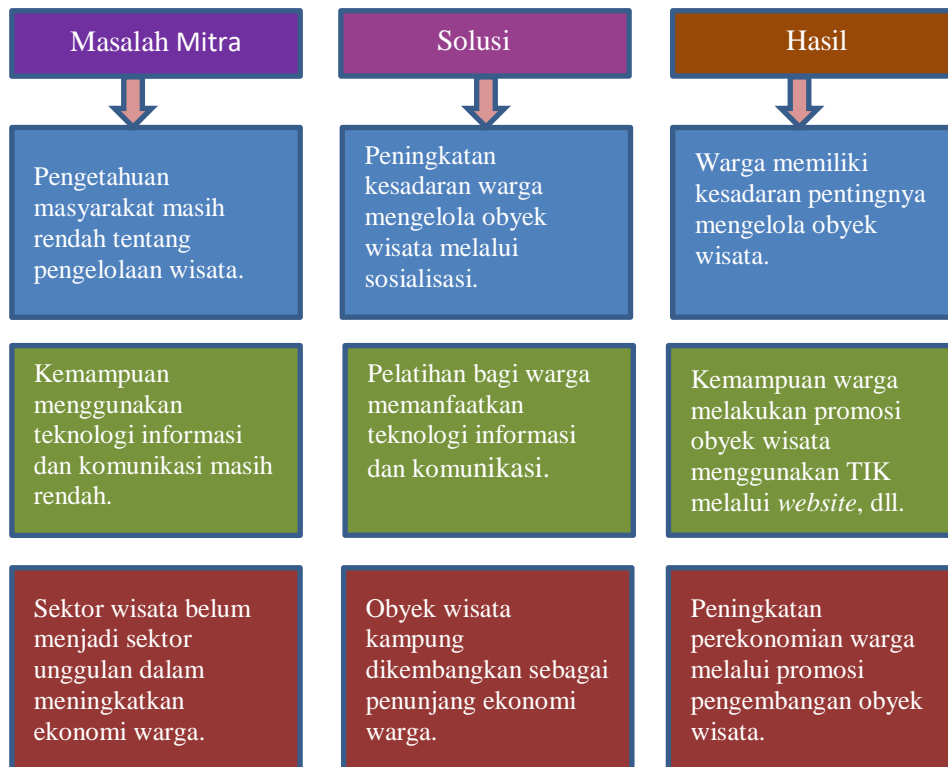 Masalah Mitra
Solusi
Hasil
Pengetahuan
masyarakat masih
rendah tentang
pengelolaan wisata.
Peningkatan
kesadaran warga
mengelola obyek
wisata melalui
sosialisasi.
Warga memiliki
kesadaran pentingnya
mengelola obyek
wisata.
Kemampuan
menggunakan
teknologi informasi
dan komunikasi masih
rendah.
Pelatihan bagi warga
memanfaatkan
teknologi informasi
dan komunikasi.
Kemampuan warga
melakukan promosi
obyek wisata
menggunakan TIK
melalui website, dll.
Sektor wisata belum
menjadi sektor
unggulan dalam
meningkatkan
ekonomi warga.
Obyek wisata
kampung
dikembangkan sebagai
penunjang ekonomi
warga.
Peningkatan
perekonomian warga
melalui promosi
pengembangan obyek
wisata.